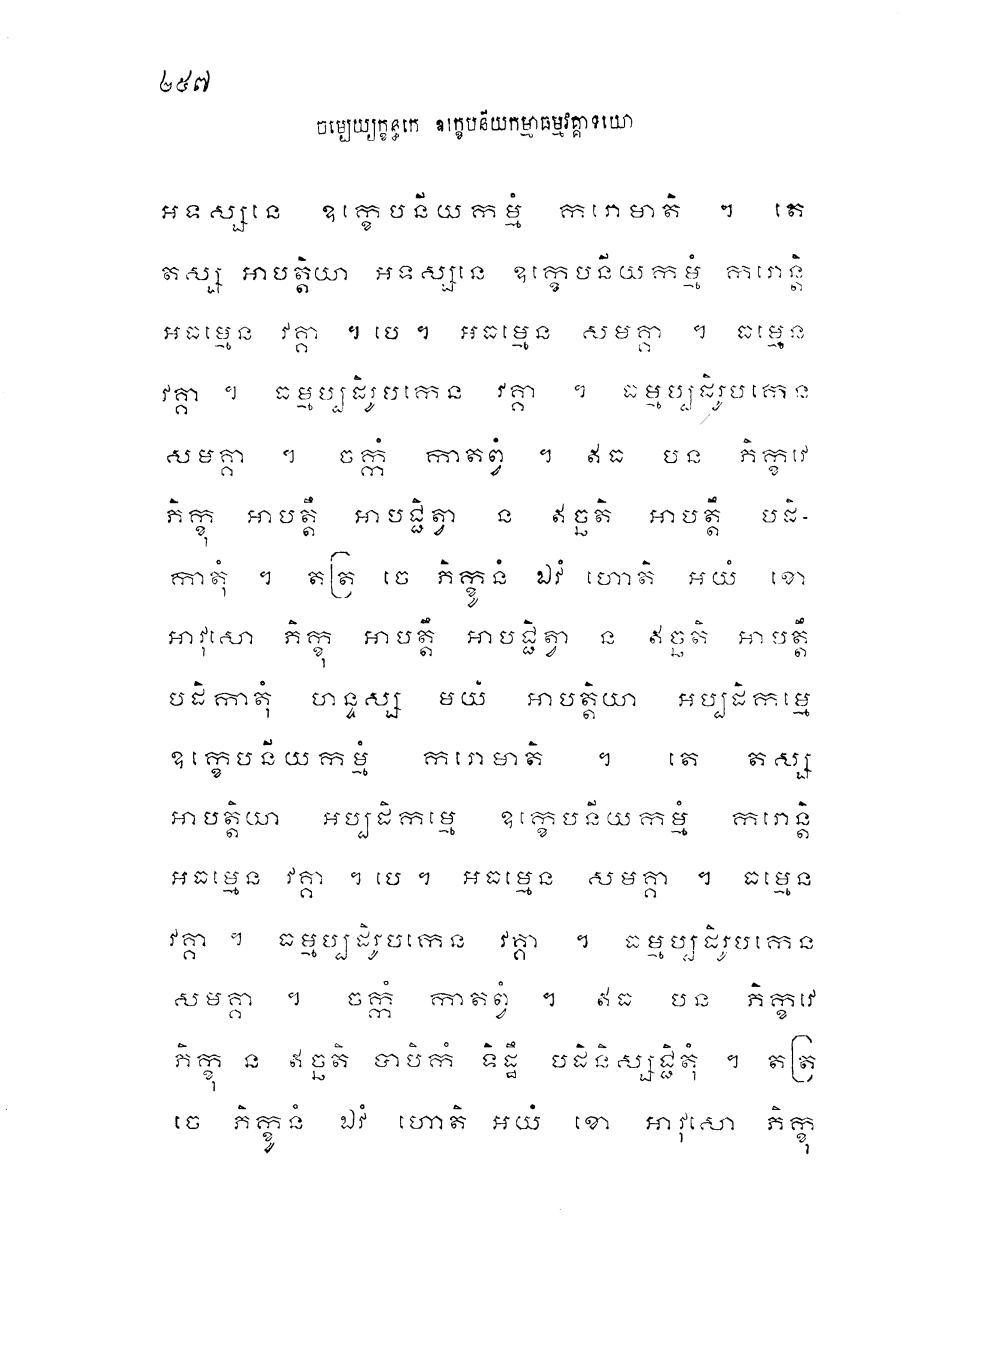 ២៥៧
ចម្បេយ្យក្ខន្ធកេ ឧក្ខេបនីយកម្មាធម្មវគ្គាទយោ
អទស្សនេ ឧក្ខេបនីយកម្មំ ករោមាតិ ។ តេ
តស្ស អាបត្តិយា អទស្សនេ ឧក្ខេបនីយកម្មំ ករោន្តិ
អធម្មេន វគ្គា ។ បេ ។ អធម្មេន សមគ្គា ។ ធម្មេន
វគ្គា ។ ធម្មប្បដិរូបកេន វគ្គា ។ ធម្មប្បដិរូបកេន
សមគ្គា ។ ចក្កំ កាតព្វំ ។ ឥធ បន ភិក្ខវេ
ភិក្ខុ អាបត្តឹ អាបជ្ជិត្វា ន ឥច្ឆតិ អាបត្តឹ បដិ-
កាតុំ ។ តត្រ ចេ ភិក្ខូនំ ឯវំ ហោតិ អយំ ខោ
អាវុសោ ភិក្ខុ អាបត្តឹ អាបជ្ជិត្វា ន ឥច្ឆតិ អាបត្តឹ
បដិកាតុំ ហន្ទស្ស មយំ អាបត្តិយា អប្បដិកម្មេ
ឧក្ខេបនីយកម្មំ ករោមាតិ ។ តេ តស្ស
អាបត្តិយា អប្បដិកម្មេ ឧក្ខេបនីយកម្មំ ករោន្តិ
អធម្មេន វគ្គា ។ បេ ។ អធម្មេន សមគ្គា ។ ធម្មេន
វគ្គា ។ ធម្មប្បដិរូបកេន វគ្គា ។ ធម្មប្បដិរូបកេន
សមគ្គា ។ ចក្កំ កាតព្វំ ។ ឥធ បន ភិក្ខវេ
ភិក្ខុ ន ឥច្ឆតិ បាបិកំ ទិដ្ឋឹ បដិនិស្សជ្ជិតុំ ។ តត្រ
ចេ ភិក្ខូនំ ឯវំ ហោតិ អយំ ខោ អាវុសោ ភិក្ខុ